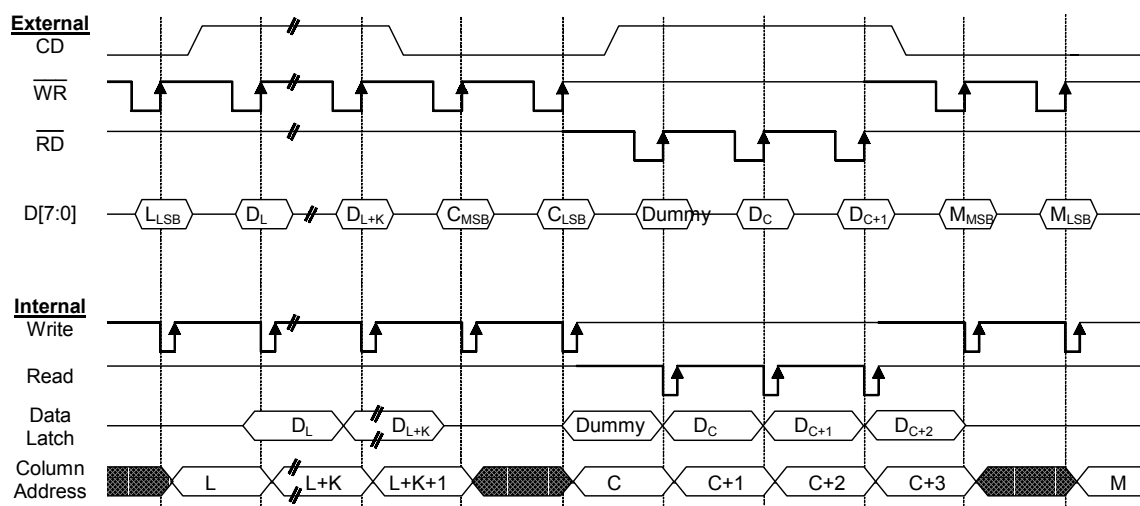 External
CD
WR
RD
D[7:0] LLSB DL DL+K CMSB CLSB Dummy DC DC+1 MMSB MLSB
Internal
Write
Read
Data Latch DL DL+K Dummy DC DC+1 DC+2
Column Address L L+K L+K+1 C C+1 C+2 C+3 M